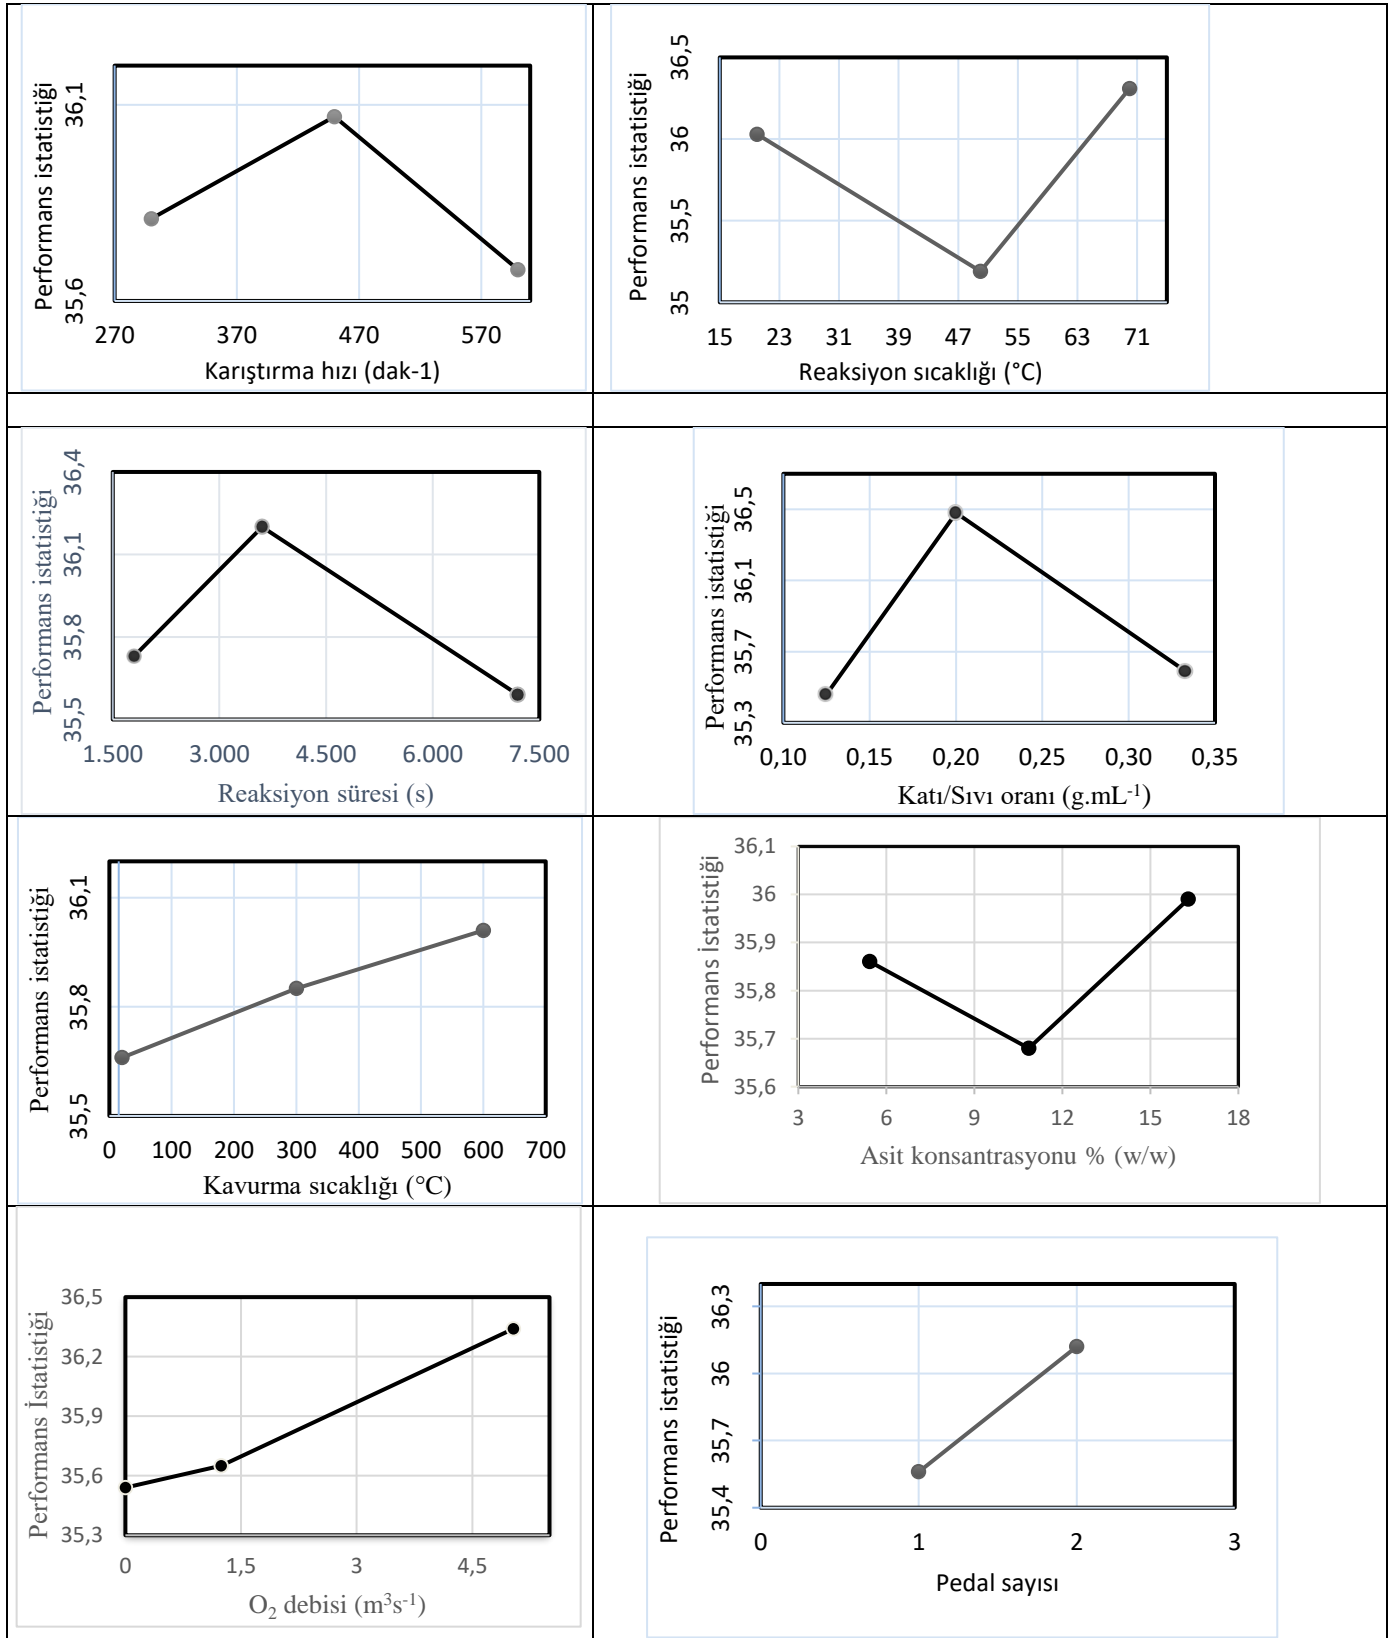 Performans istatistiği
36,1
35,6
270 370 470 570
Karıştırma hızı (dak-1)
Performans istatistiği
36,5
36
35,5
35
15 23 31 39 47 55 63 71
Reaksiyon sıcaklığı (°C)
Performans istatistiği
36,4
36,1
35,8
35,5
1.500 3.000 4.500 6.000 7.500
Reaksiyon süresi (s)
Performans istatistiği
36,5
36,1
35,7
35,3
0,10 0,15 0,20 0,25 0,30 0,35
Katı/Sıvı oranı (g.mL-1)
Performans istatistiği
36,1
35,8
35,5
0 100 200 300 400 500 600 700
Kavurma sıcaklığı (°C)
Performans İstatistiği
36,1
36
35,9
35,8
35,7
35,6
3 6 9 12 15 18
Asit konsantrasyonu % (w/w)
Performans İstatistiği
36,5
36,2
35,9
35,6
35,3
0 1,5 3 4,5
O2 debisi (m3s-1)
Performans istatistiği
36,3
36
35,7
35,4
0 1 2 3
Pedal sayısı